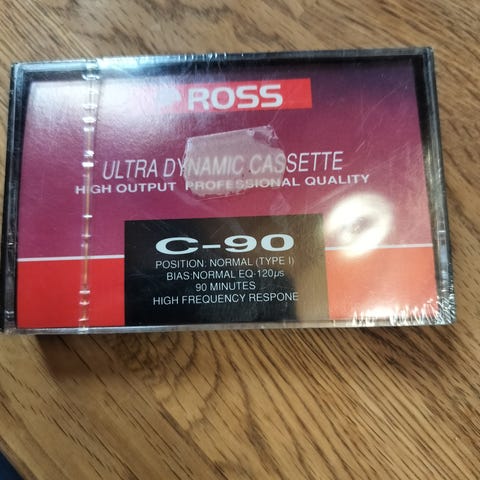 ROSS
ULTRA DYNAMIC CASSETTE
HIGH OUTPUT PROFESSIONAL QUALITY
C-90
POSITION: NORMAL (TYPE I)
BIAS:NORMAL EQ-120µs
90 MINUTES
HIGH FREQUENCY RESPONE